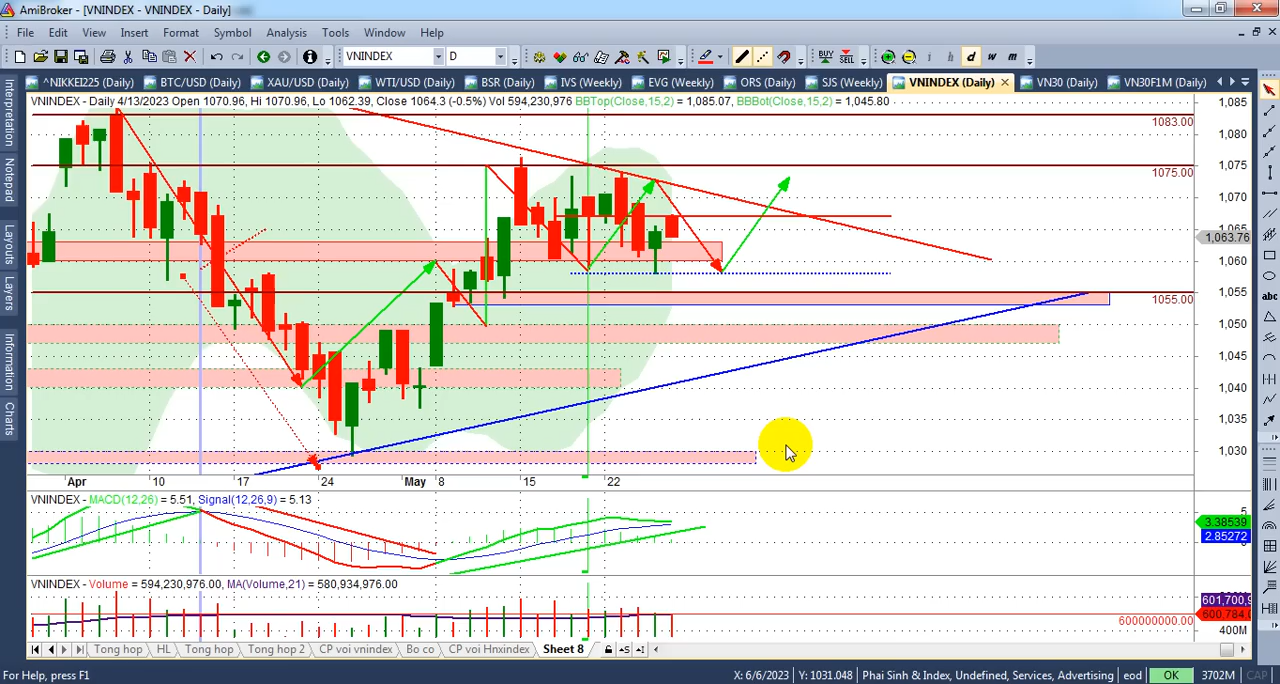 AmiBroker - [VNINDEX - VNINDEX - Daily]
File Edit View Insert Format Symbol Analysis Tools Window Help
VNINDEX D BUY SELL i h d w m
^NIKKEI225 (Daily) BTC/USD (Daily) XAU/USD (Daily) WTI/USD (Daily) BSR (Daily) IVS (Weekly) EVG (Weekly) ORS (Daily) SJS (Weekly) VNINDEX (Daily) VN30 (Daily) VN30F1M (Daily)
VNINDEX - Daily 4/13/2023 Open 1070.96, Hi 1070.96, Lo 1062.39, Close 1064.3 (-0.5%) Vol 594,230,976 BBTop(Close,15,2) = 1,085.07, BBBot(Close,15,2) = 1,045.80
Interpretation
Notepad
Layouts
Layers
Information
Charts
1,085
1083.00
1,080
1,075
1075.00
1,070
1,065
1,063.76
1,060
1,055
1055.00
1,050
1,045
1,040
1,035
1,030
abc
Apr 10 17 24 May 8 15 22
VNINDEX - MACD(12,26) = 5.51, Signal(12,26,9) = 5.13
5
3.38539
2.85272
VNINDEX - Volume = 594,230,976.00, MA(Volume,21) = 580,934,976.00
600000000.00
400M
Tong hop HL Tong hop Tong hop 2 CP voi vnindex Bo co CP voi Hnxindex Sheet 8
For Help, press F1 X: 6/6/2023 Y: 1031.048 Phai Sinh & Index, Undefined, Services, Advertising eod OK 3702M CAP